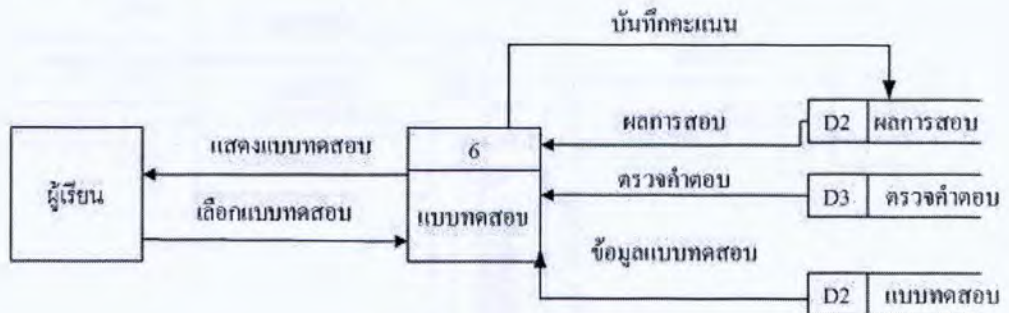 บันทึกคะแนน
ผลการสอบ
D2 ผลการสอบ
แสดงแบบทดสอบ
6
ตรวจคำตอบ
D3 ตรวจคำตอบ
ผู้เรียน
เลือกแบบทดสอบ
แบบทดสอบ
ข้อมูลแบบทดสอบ
D2 แบบทดสอบ